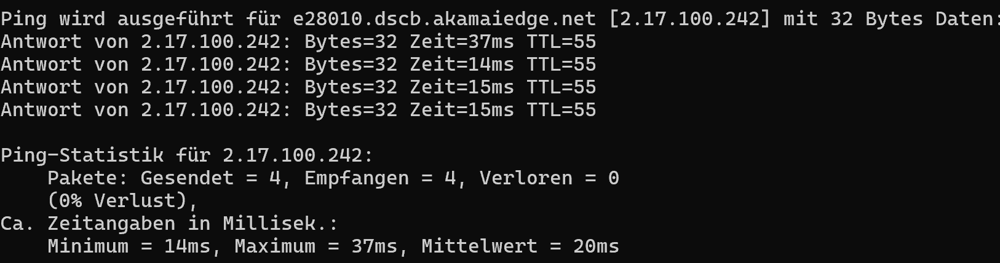 Ping wird ausgeführt für e28010.dscb.akamaiedge.net [2.17.100.242] mit 32 Bytes Daten:
Antwort von 2.17.100.242: Bytes=32 Zeit=37ms TTL=55
Antwort von 2.17.100.242: Bytes=32 Zeit=14ms TTL=55
Antwort von 2.17.100.242: Bytes=32 Zeit=15ms TTL=55
Antwort von 2.17.100.242: Bytes=32 Zeit=15ms TTL=55

Ping-Statistik für 2.17.100.242:
    Pakete: Gesendet = 4, Empfangen = 4, Verloren = 0
    (0% Verlust),
Ca. Zeitangaben in Millisek.:
    Minimum = 14ms, Maximum = 37ms, Mittelwert = 20ms